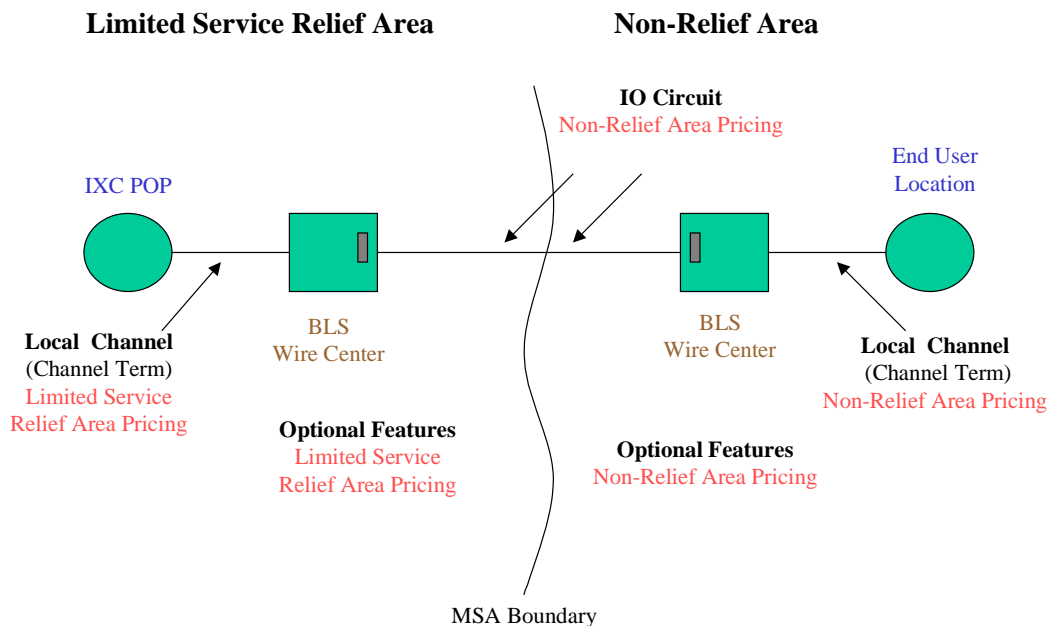 Limited Service Relief Area
Non-Relief Area
IO Circuit
Non-Relief Area Pricing
IXC POP
End User
Location
BLS
Wire Center
BLS
Wire Center
Local Channel
(Channel Term)
Limited Service
Relief Area Pricing
Local Channel
(Channel Term)
Non-Relief Area Pricing
Optional Features
Limited Service
Relief Area Pricing
Optional Features
Non-Relief Area Pricing
MSA Boundary